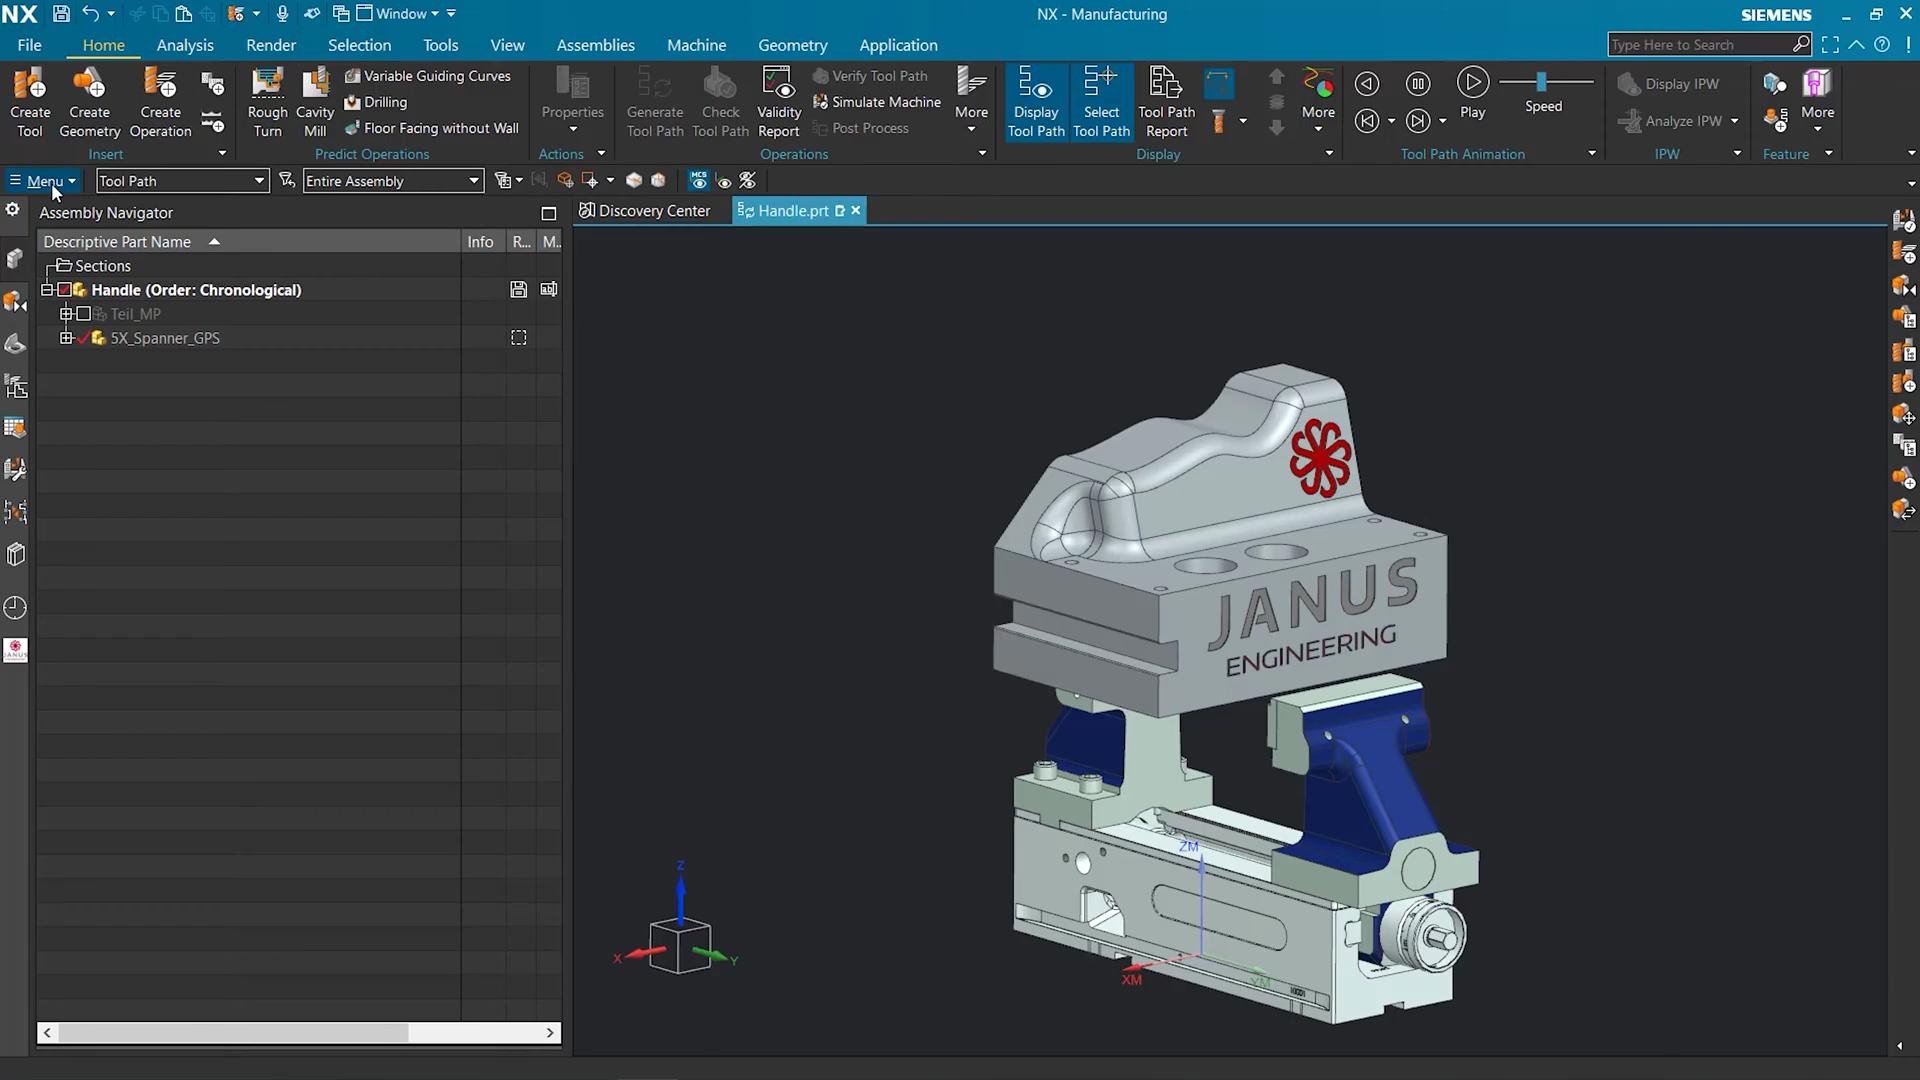 NX
Window
NX - Manufacturing
SIEMENS
File
Home
Analysis
Render
Selection
Tools
View
Assemblies
Machine
Geometry
Application
Type Here to Search
Create
Tool
Create
Geometry
Create
Operation
Insert
Rough
Turn
Cavity
Mill
Variable Guiding Curves
Drilling
Floor Facing without Wall
Predict Operations
Properties
Actions
Generate
Tool Path
Check
Tool Path
Validity
Report
Verify Tool Path
Simulate Machine
Post Process
More
Operations
Display
Tool Path
Select
Tool Path
Tool Path
Report
More
Display
Play
Speed
Tool Path Animation
Display IPW
Analyze IPW
IPW
More
Feature
Menu
Tool Path
Entire Assembly
MCS
Assembly Navigator
Discovery Center
Handle.prt
Descriptive Part Name
Info
R...
M..
Sections
Handle (Order: Chronological)
Teil_MP
5X_Spanner_GPS
JANUS
JANUS
ENGINEERING
ZM
XM
YM
Z
X
Y